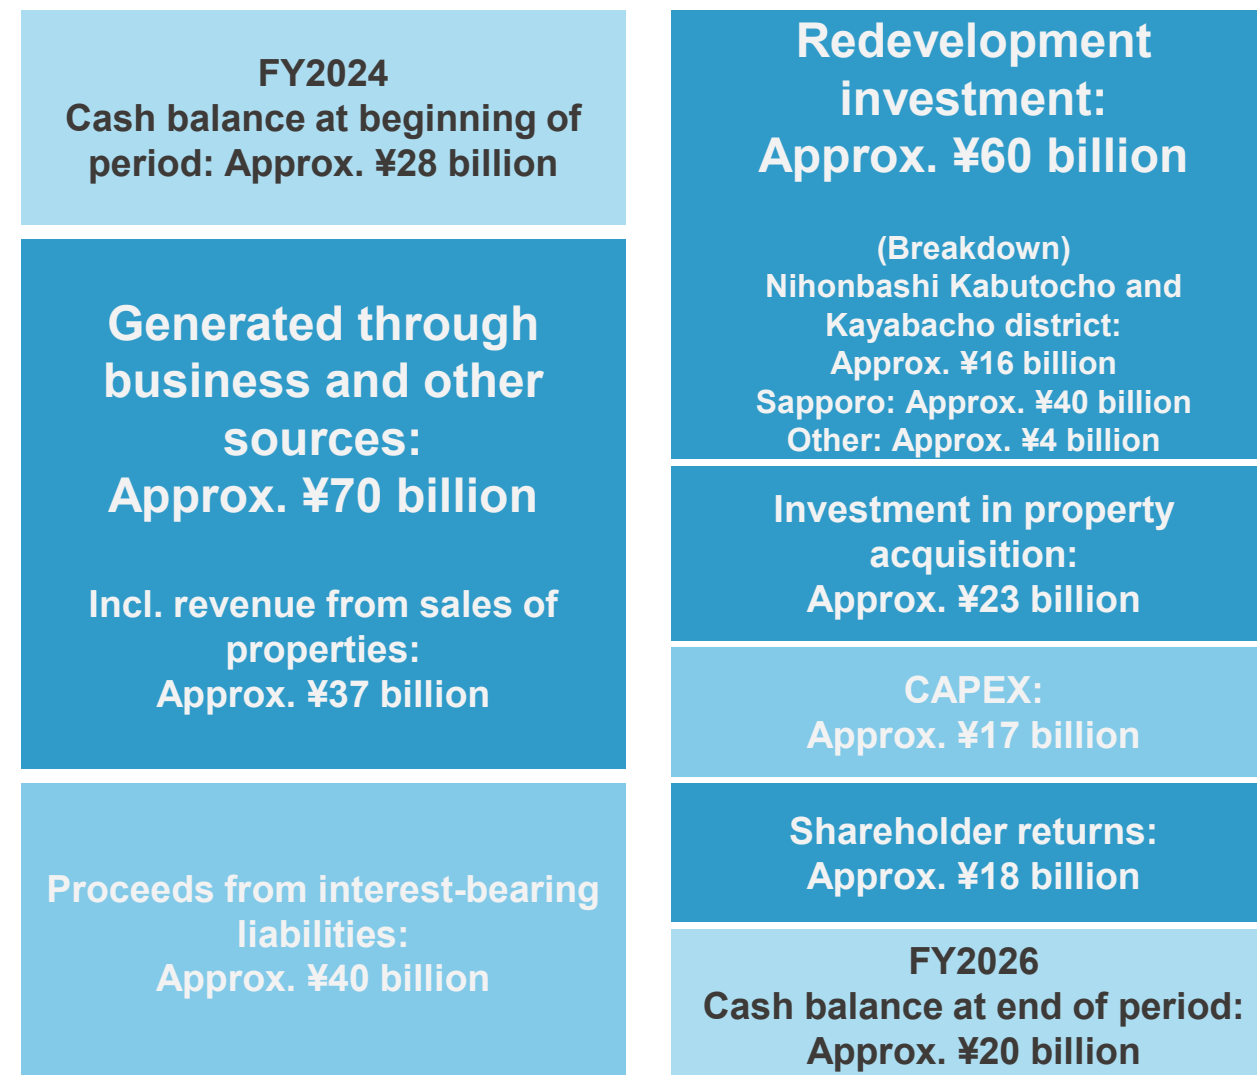 FY2024
Cash balance at beginning of
period: Approx. ¥28 billion
Generated through
business and other
sources:
Approx. ¥70 billion
Incl. revenue from sales of
properties:
Approx. ¥37 billion
Proceeds from interest-bearing
liabilities:
Approx. ¥40 billion
Redevelopment
investment:
Approx. ¥60 billion
(Breakdown)
Nihonbashi Kabutocho and
Kayabacho district:
Approx. ¥16 billion
Sapporo: Approx. ¥40 billion
Other: Approx. ¥4 billion
Investment in property
acquisition:
Approx. ¥23 billion
CAPEX:
Approx. ¥17 billion
Shareholder returns:
Approx. ¥18 billion
FY2026
Cash balance at end of period:
Approx. ¥20 billion